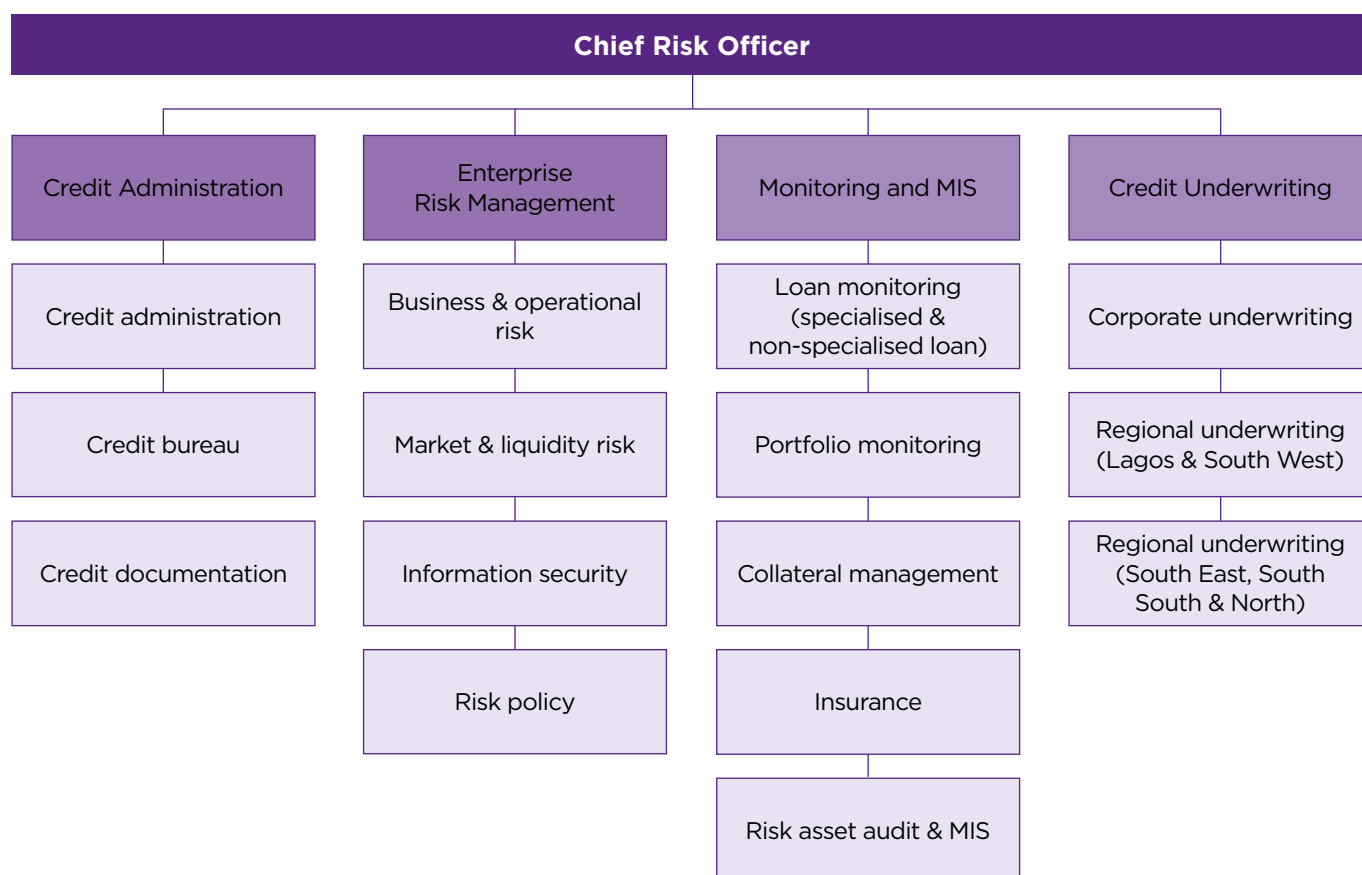 Chief Risk Officer
Credit Administration
Credit administration
Credit bureau
Credit documentation
Enterprise
Risk Management
Business & operational
risk
Market & liquidity risk
Information security
Risk policy
Monitoring and MIS
Loan monitoring
(specialised &
non-specialised loan)
Portfolio monitoring
Collateral management
Insurance
Risk asset audit & MIS
Credit Underwriting
Corporate underwriting
Regional underwriting
(Lagos & South West)
Regional underwriting
(South East, South
South & North)